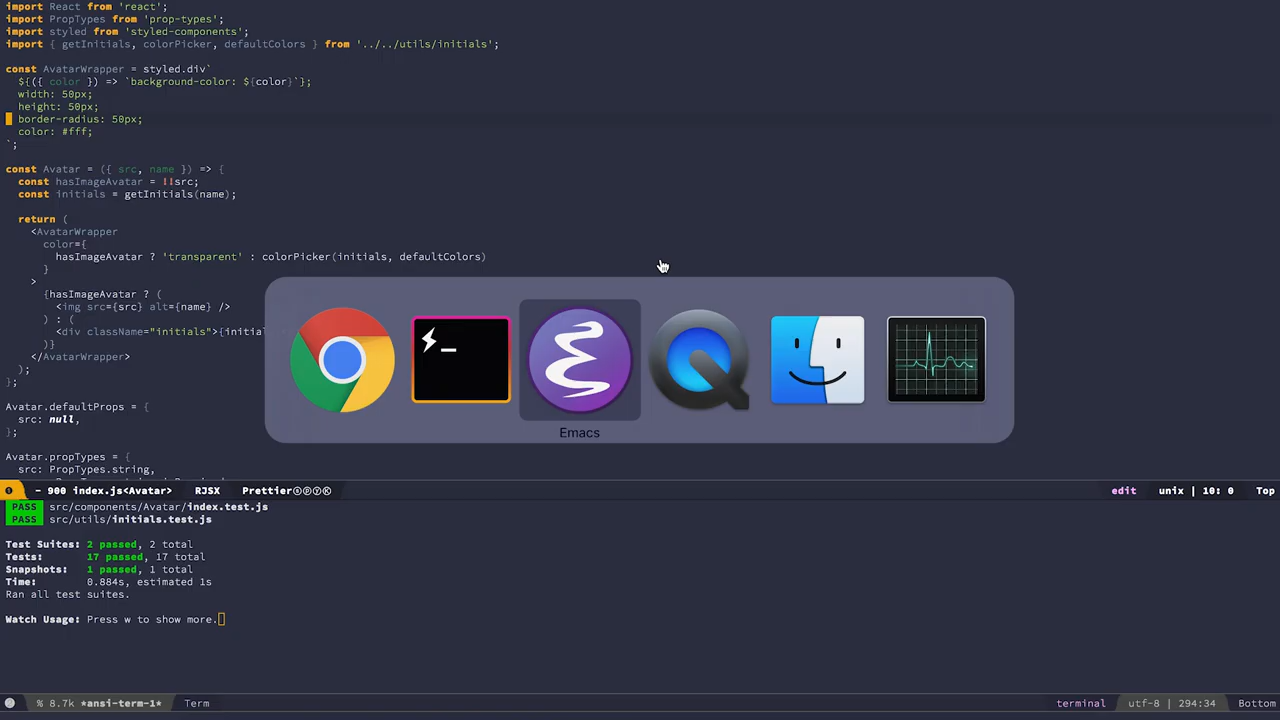 import React from 'react';
import PropTypes from 'prop-types';
import styled from 'styled-components';
import { getInitials, colorPicker, defaultColors } from '../../utils/initials';
const AvatarWrapper = styled.div`
${({ color }) => `background-color: ${color}`};
width: 50px;
height: 50px;
border-radius: 50px;
color: #fff;
`;
const Avatar = ({ src, name }) => {
const hasImageAvatar = !!src;
const initials = getInitials(name);
return (
<AvatarWrapper
color={
hasImageAvatar ? 'transparent' : colorPicker(initials, defaultColors)
}
>
{hasImageAvatar ? (
<img src={src} alt={name} />
) : (
<div className="initials">{initial
)}
</AvatarWrapper>
);
};
Avatar.defaultProps = {
src: null,
};
Avatar.propTypes = {
src: PropTypes.string,
Emacs
- 900 index.js<Avatar> RJSX Prettierⓢⓟⓨⓚ edit unix | 10: 0 Top
PASS src/components/Avatar/index.test.js
PASS src/utils/initials.test.js
Test Suites: 2 passed, 2 total
Tests: 17 passed, 17 total
Snapshots: 1 passed, 1 total
Time: 0.884s, estimated 1s
Ran all test suites.
Watch Usage: Press w to show more.
% 8.7k *ansi-term-1* Term terminal utf-8 | 294:34 Bottom